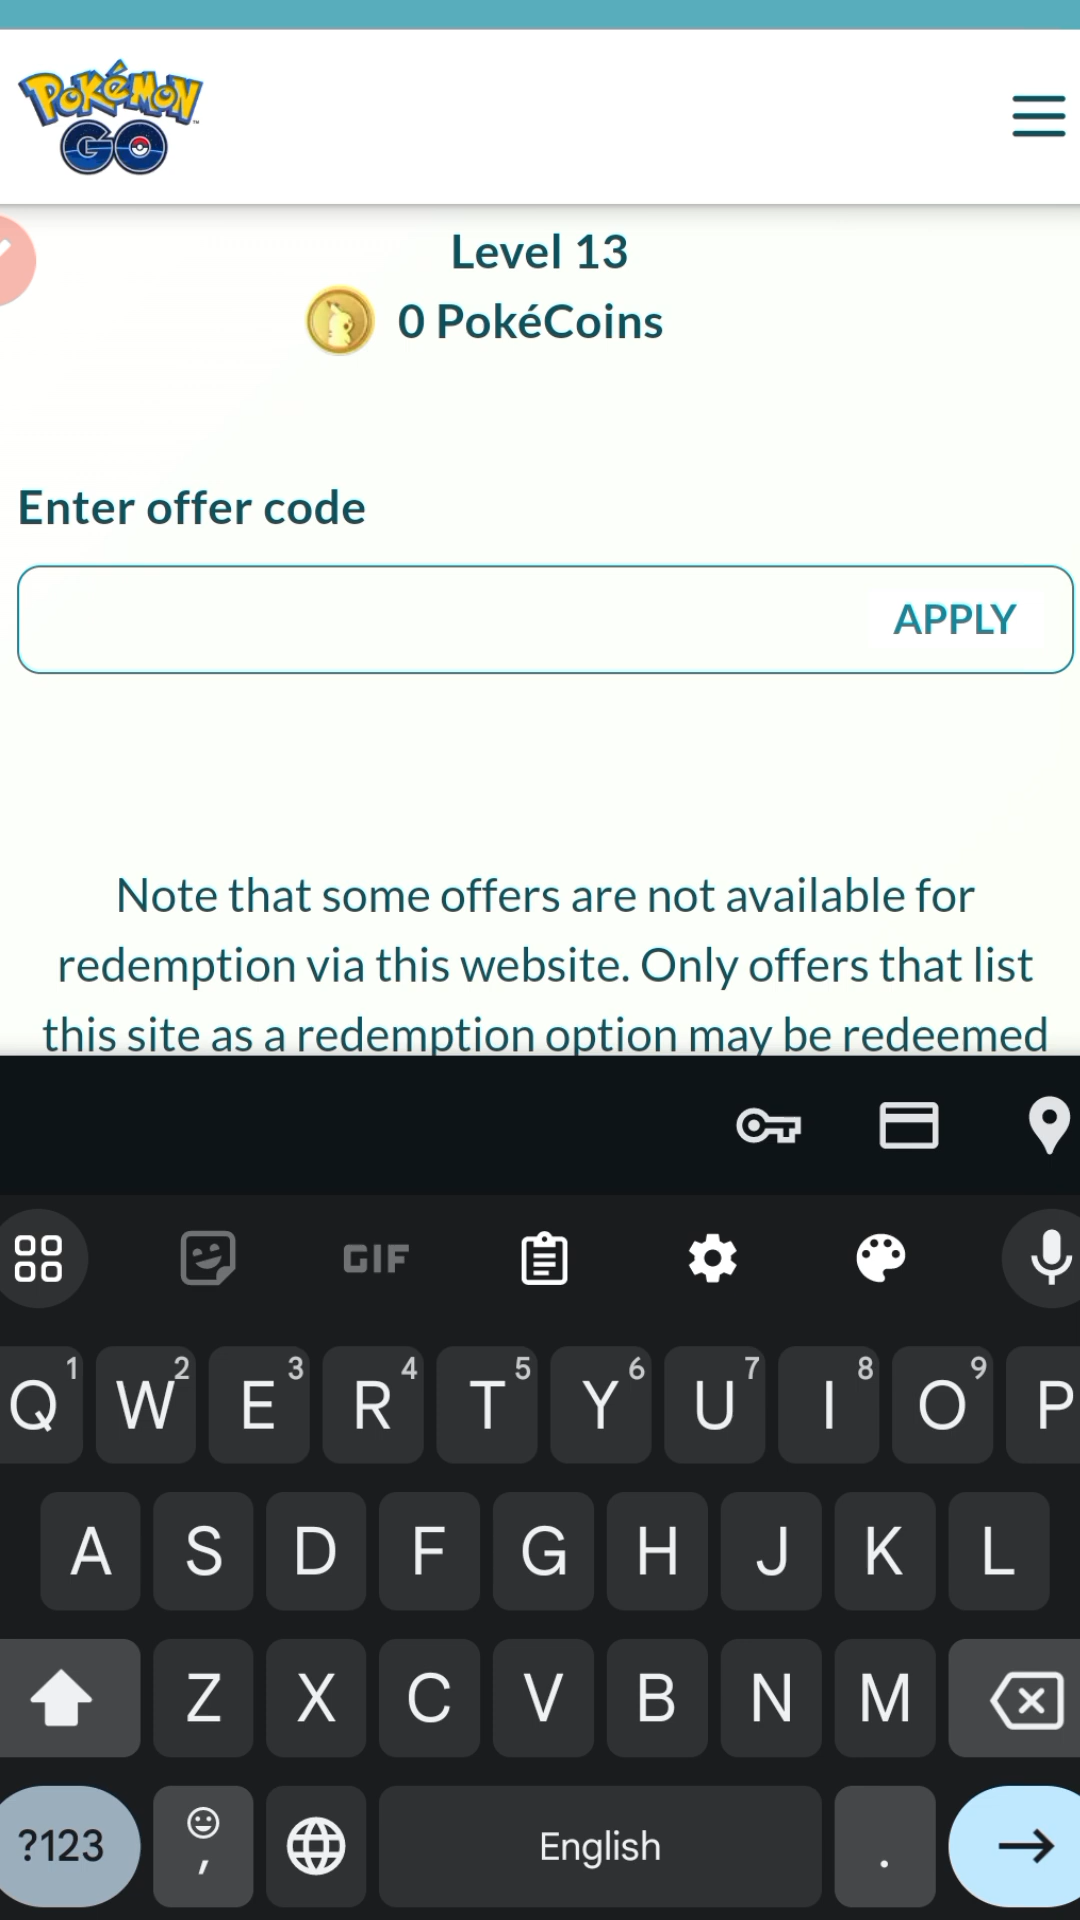 POKÉMON
GO
Level 13
0 PokéCoins
Enter offer code
APPLY
Note that some offers are not available for
redemption via this website. Only offers that list
this site as a redemption option may be redeemed
GIF
Q 1 W 2 E 3 R 4 T 5 Y 6 U 7 I 8 O 9 P
A S D F G H J K L
Z X C V B N M
?123 , English .